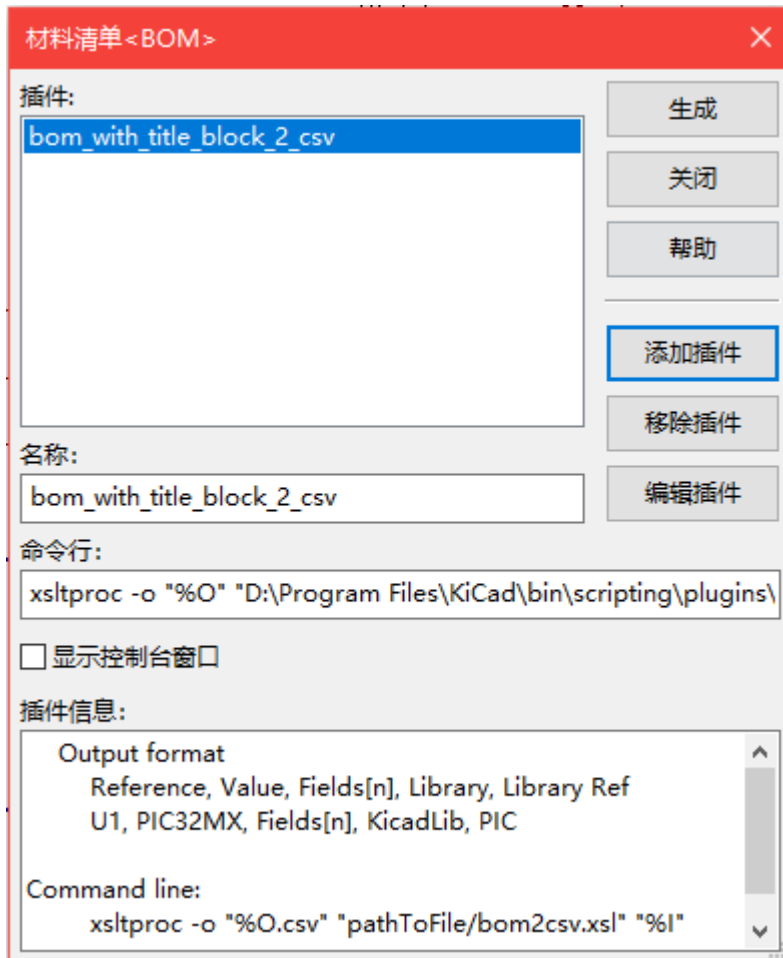 材料清单<BOM>
插件:
bom_with_title_block_2_csv
生成
关闭
帮助
添加插件
移除插件
编辑插件
名称:
bom_with_title_block_2_csv
命令行:
xsltproc -o "%O" "D:\Program Files\KiCad\bin\scripting\plugins\
显示控制台窗口
插件信息:
Output format
Reference, Value, Fields[n], Library, Library Ref
U1, PIC32MX, Fields[n], KicadLib, PIC
Command line:
xsltproc -o "%O.csv" "pathToFile/bom2csv.xsl" "%I"